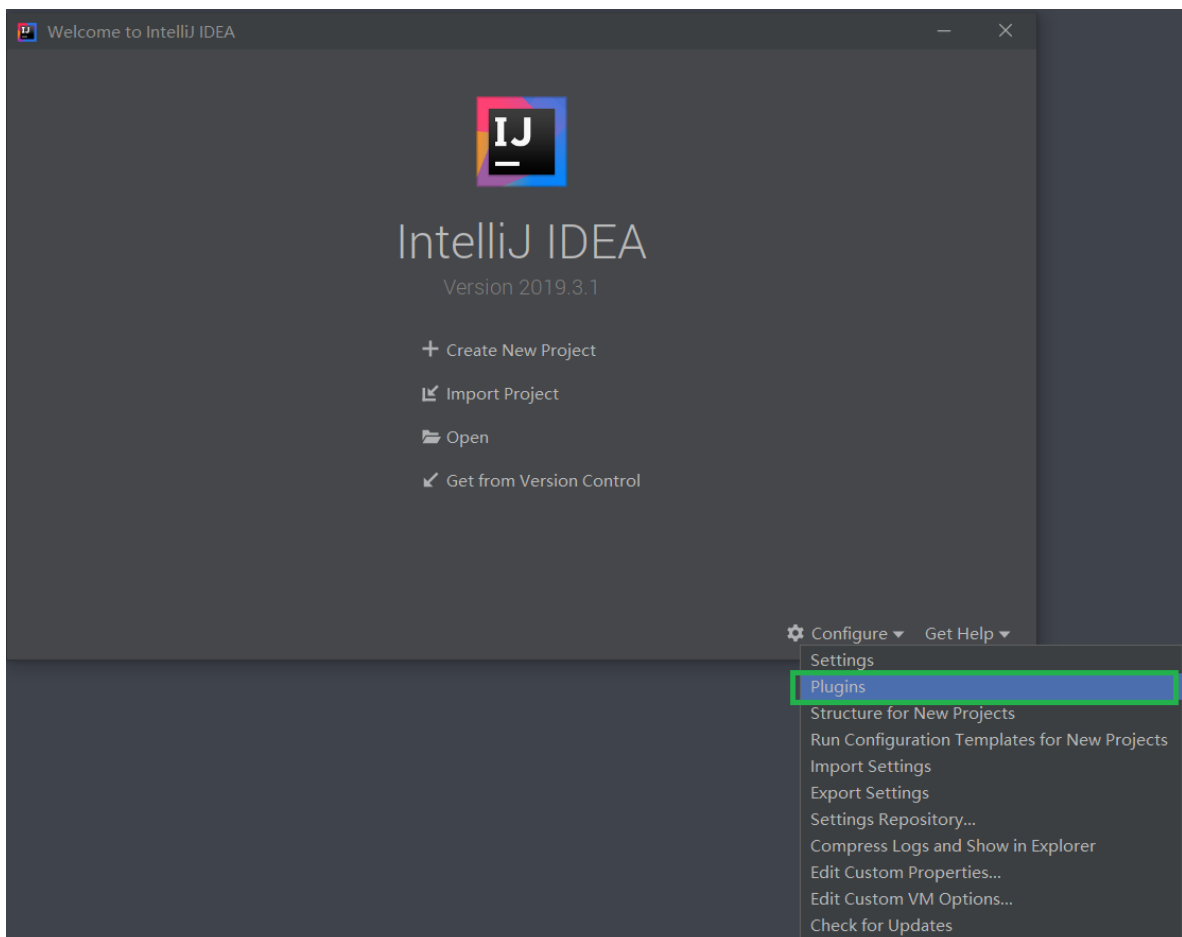 Welcome to IntelliJ IDEA
IJ
IntelliJ IDEA
Version 2019.3.1
Create New Project
Import Project
Open
Get from Version Control
Configure Get Help
Settings
Plugins
Structure for New Projects
Run Configuration Templates for New Projects
Import Settings
Export Settings
Settings Repository...
Compress Logs and Show in Explorer
Edit Custom Properties...
Edit Custom VM Options...
Check for Updates